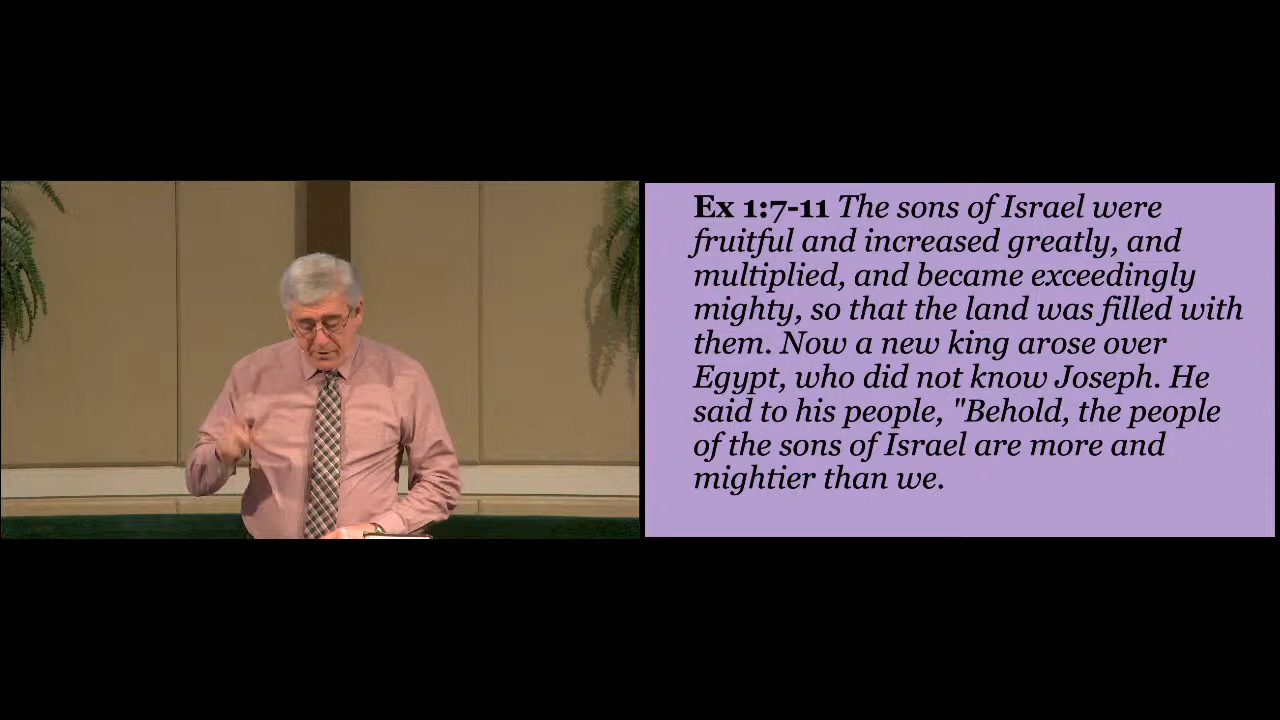 Ex 1:7-11 The sons of Israel were
fruitful and increased greatly, and
multiplied, and became exceedingly
mighty, so that the land was filled with
them. Now a new king arose over
Egypt, who did not know Joseph. He
said to his people, "Behold, the people
of the sons of Israel are more and
mightier than we.